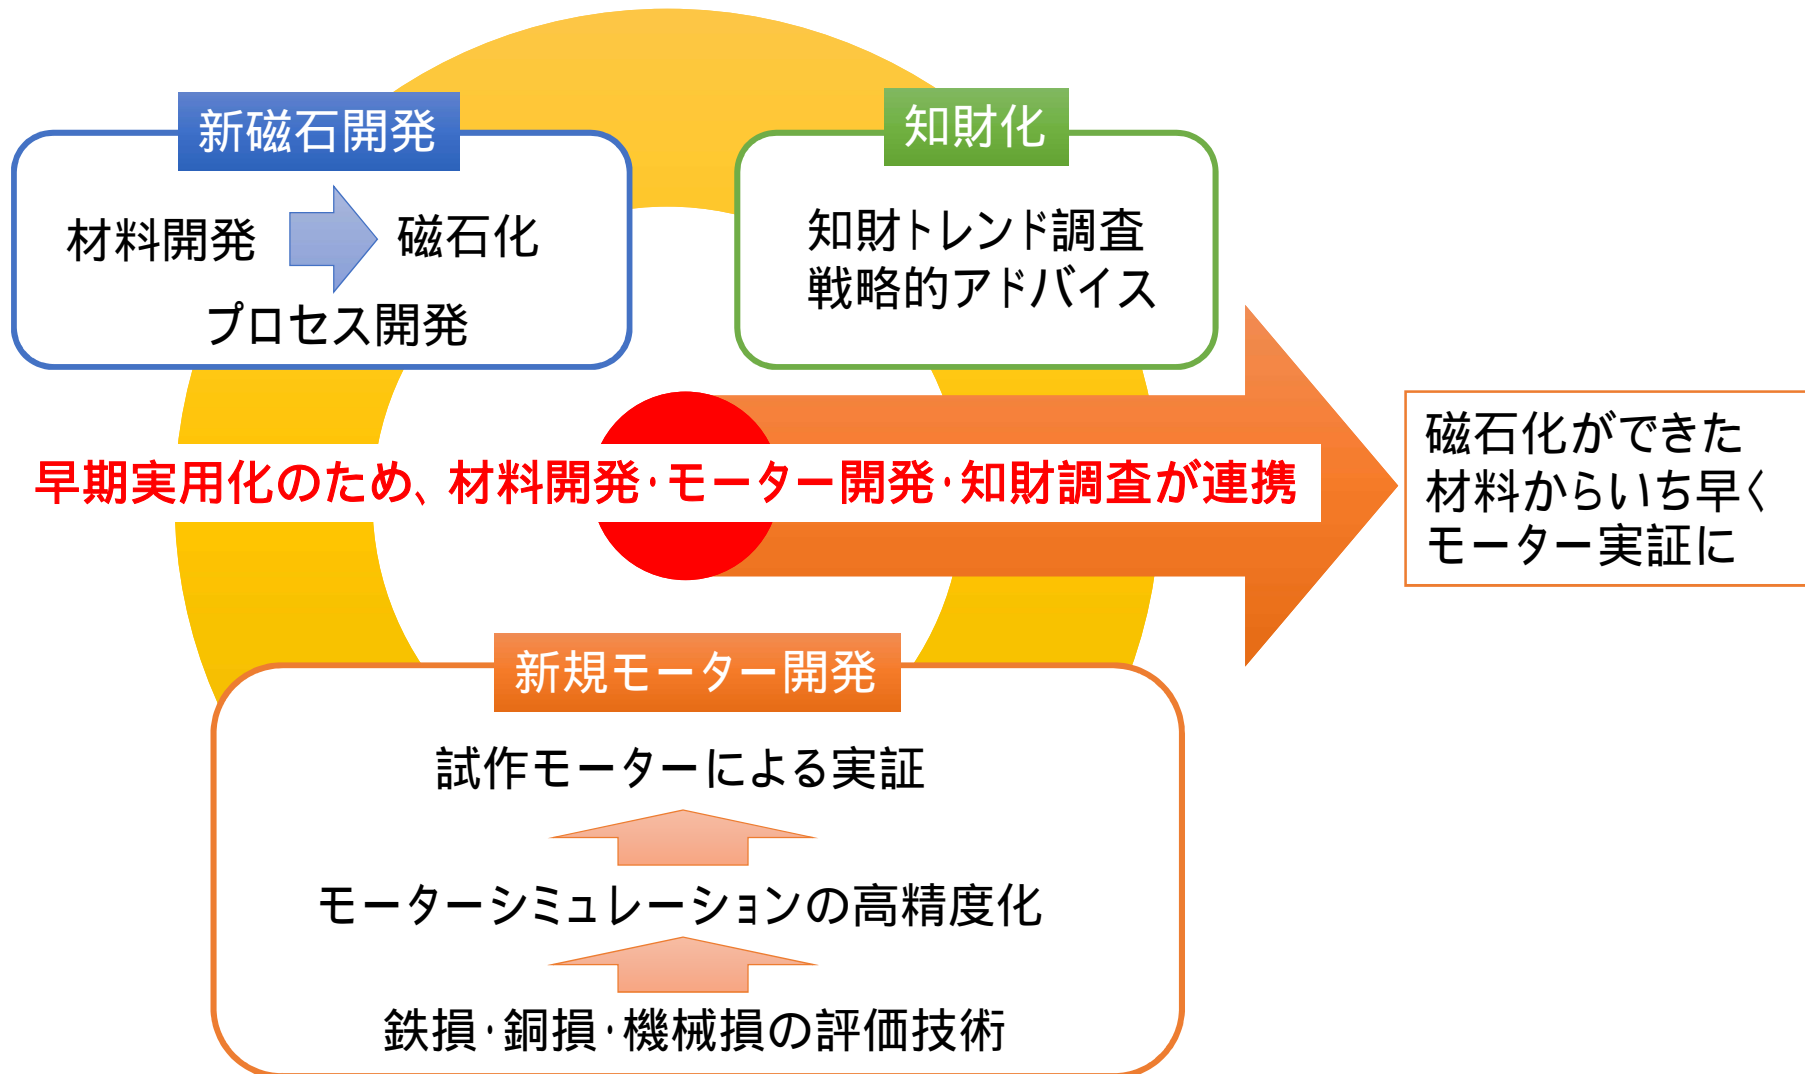 新磁石開発
材料開発
磁石化
プロセス開発
知財化
知財トレンド調査
戦略的アドバイス
早期実用化のため、材料開発・モーター開発・知財調査が連携
磁石化ができた
材料からいち早く
モーター実証に
新規モーター開発
試作モーターによる実証
モーターシミュレーションの高精度化
鉄損・銅損・機械損の評価技術